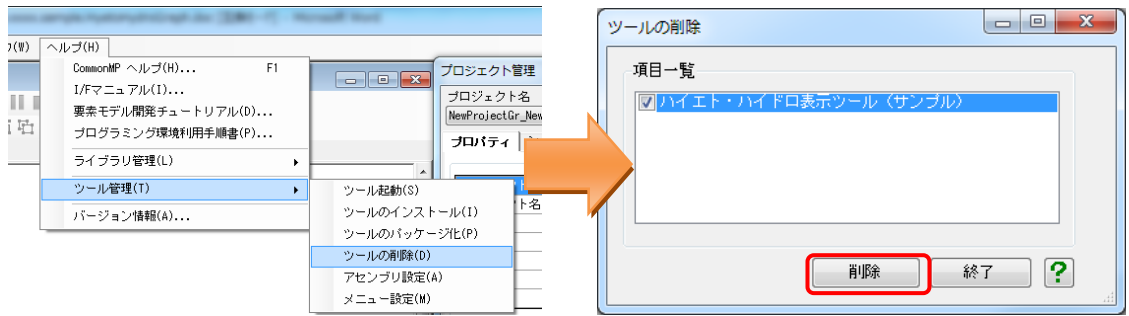 ヘルプ(H)
CommonMP ヘルプ(H)... F1
I/Fマニュアル(I)...
要素モデル開発チュートリアル(D)...
プログラミング環境利用手順書(P)...
ライブラリ管理(L)
ツール管理(T)
バージョン情報(A)...
ツール起動(S)
ツールのインストール(I)
ツールのパッケージ化(P)
ツールの削除(D)
アセンブリ設定(A)
メニュー設定(M)
プロジェクト管理
プロジェクト名
NewProjectGr_New
プロパティ
ト名
ツールの削除
項目一覧
ハイエト・ハイドロ表示ツール（サンプル）
削除
終了
?